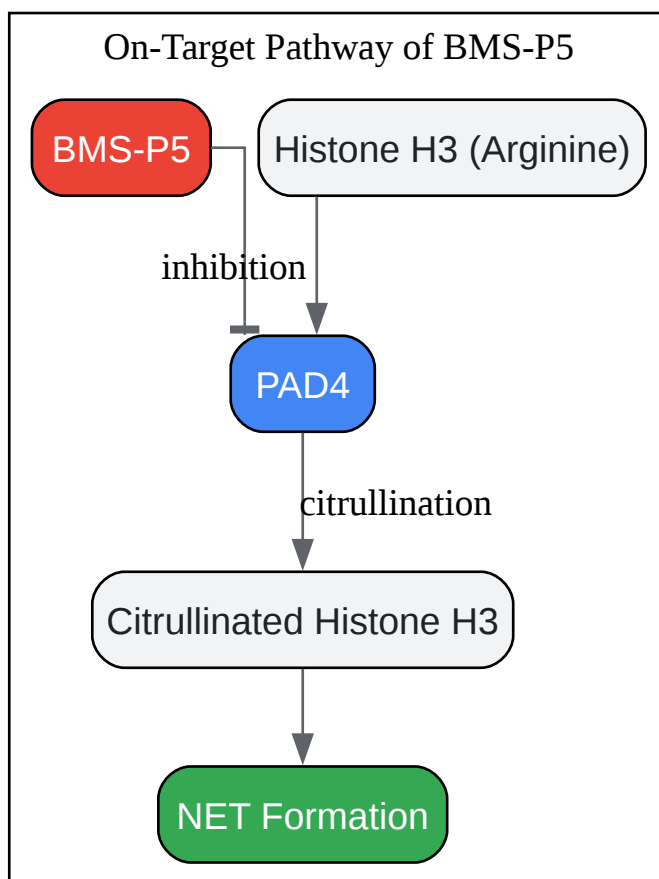 On-Target Pathway of BMS-P5
BMS-P5
Histone H3 (Arginine)
inhibition
PAD4
citrullination
Citrullinated Histone H3
NET Formation